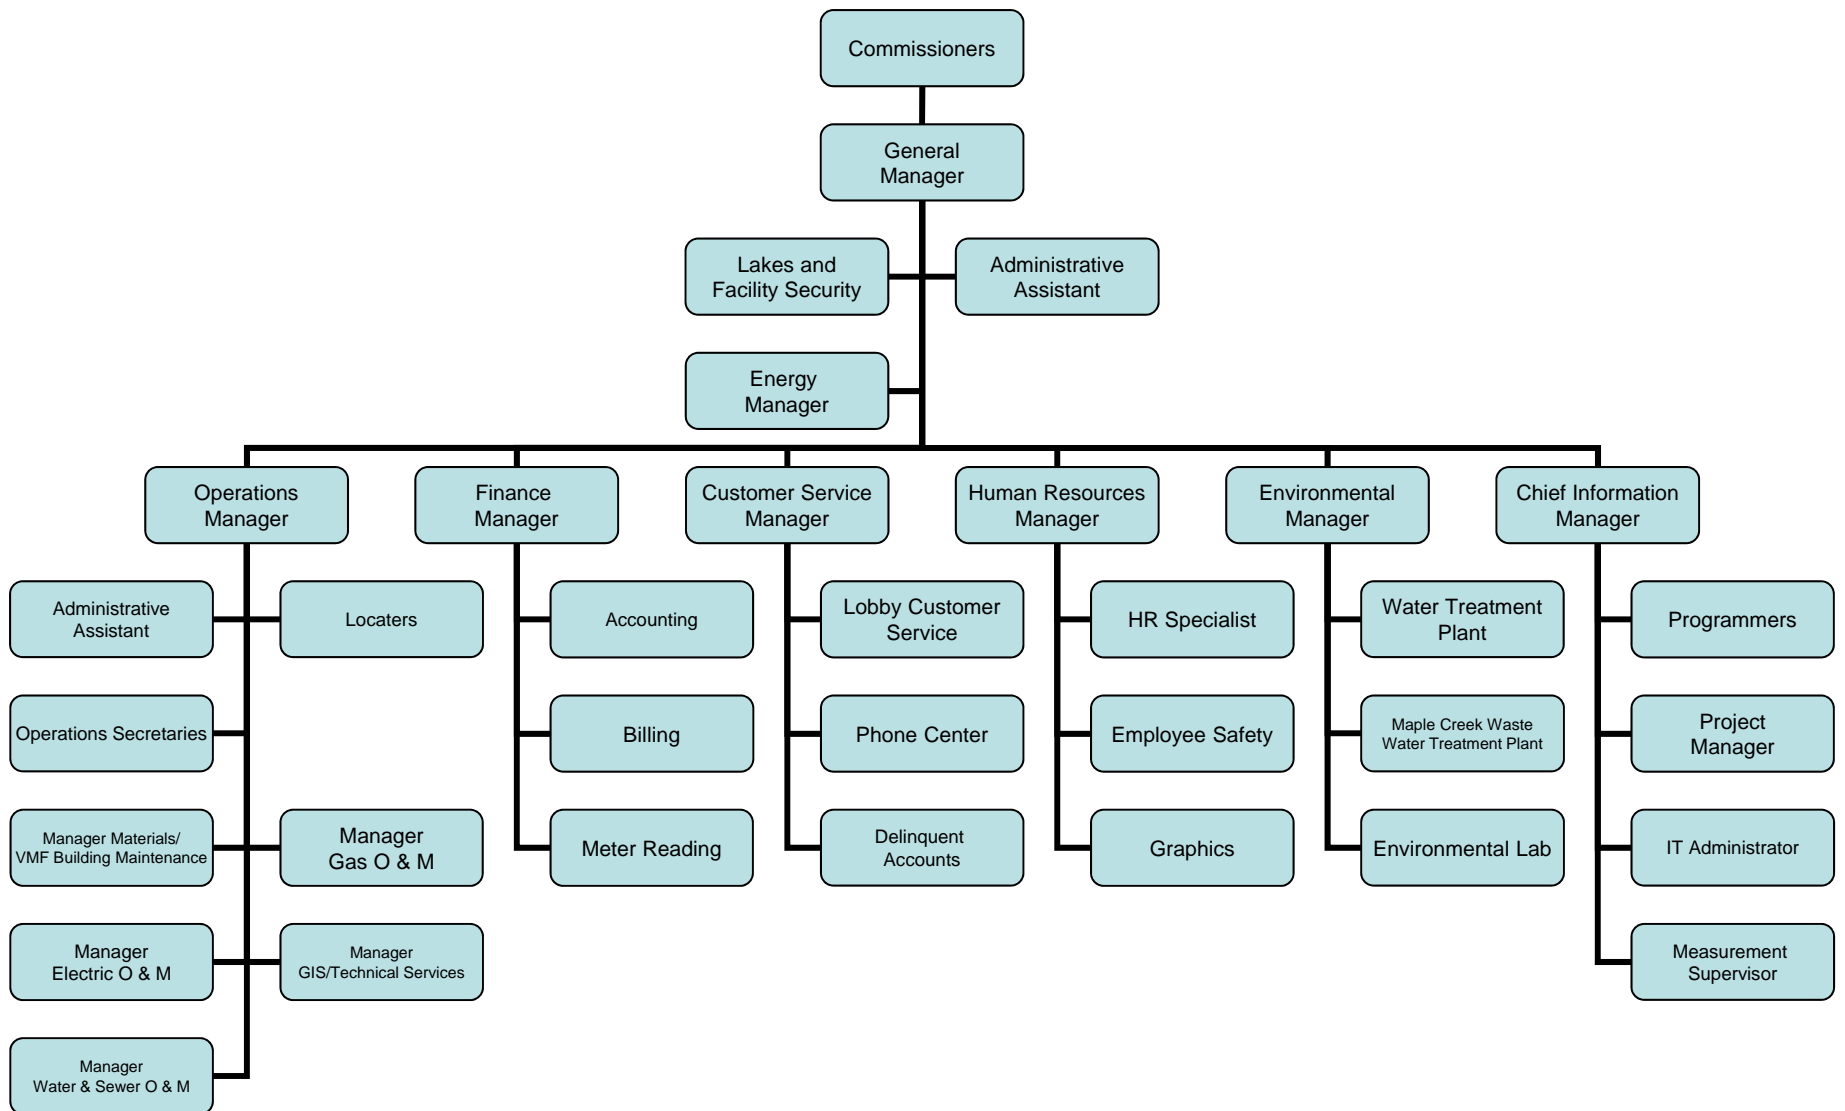 Commissioners
General
Manager
Lakes and
Facility Security
Administrative
Assistant
Energy
Manager
Operations
Manager
Finance
Manager
Customer Service
Manager
Human Resources
Manager
Environmental
Manager
Chief Information
Manager
Administrative
Assistant
Locaters
Accounting
Lobby Customer
Service
HR Specialist
Water Treatment
Plant
Programmers
Operations Secretaries
Billing
Phone Center
Employee Safety
Maple Creek Waste
Water Treatment Plant
Project
Manager
Manager Materials/
VMF Building Maintenance
Manager
Gas O & M
Meter Reading
Delinquent
Accounts
Graphics
Environmental Lab
IT Administrator
Manager
Electric O & M
Manager
GIS/Technical Services
Measurement
Supervisor
Manager
Water & Sewer O & M